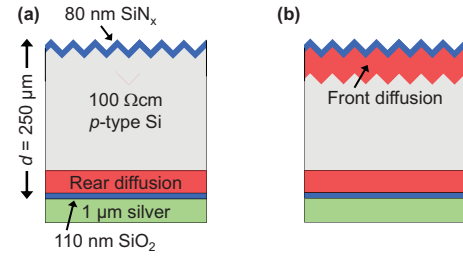 (a)
80 nm SiNx
(b)
d = 250 µm
100 Ωcm
p-type Si
Front diffusion
Rear diffusion
1 µm silver
110 nm SiO2